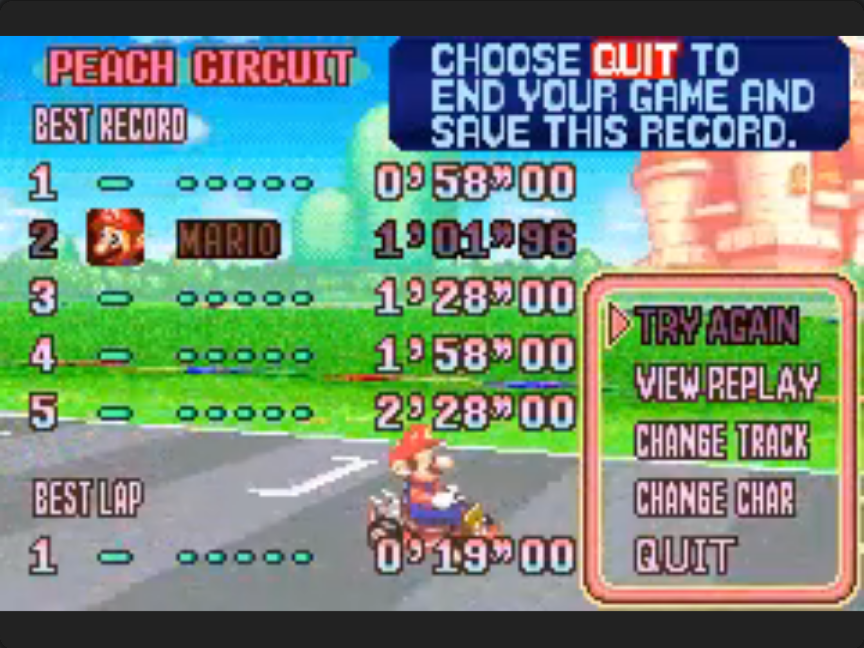 PEACH CIRCUIT
CHOOSE QUIT TO
END YOUR GAME AND
SAVE THIS RECORD.
BEST RECORD
1 - ----- 0'58"00
2 MARIO 1'01"96
3 - ----- 1'28"00
4 - ----- 1'58"00
5 - ----- 2'28"00
TRY AGAIN
VIEW REPLAY
CHANGE TRACK
CHANGE CHAR
QUIT
BEST LAP
1 - ----- 0'19"00